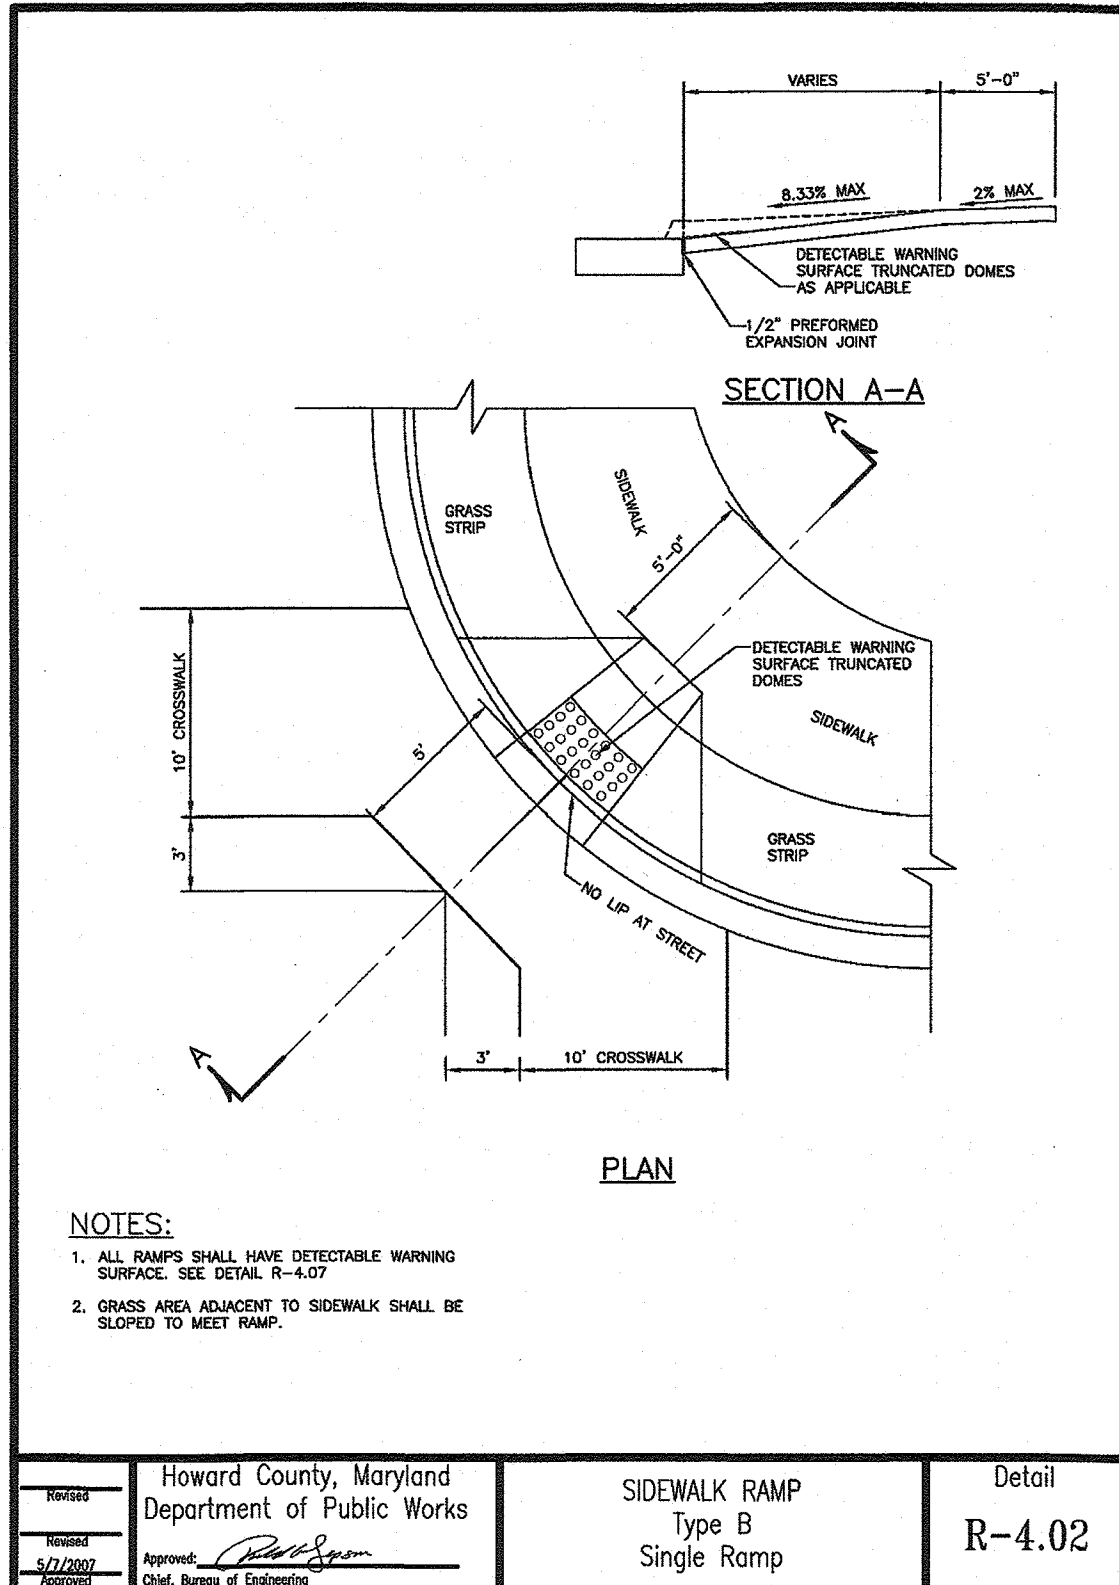 VARIES
5'-0"
8.33% MAX
2% MAX
DETECTABLE WARNING
SURFACE TRUNCATED DOMES
AS APPLICABLE
1/2" PREFORMED
EXPANSION JOINT
SECTION A-A
A
SIDEWALK
GRASS
STRIP
5'-0"
DETECTABLE WARNING
SURFACE TRUNCATED
DOMES
10' CROSSWALK
5'
SIDEWALK
3'
GRASS
STRIP
NO LIP AT STREET
A
3'
10' CROSSWALK
PLAN
NOTES:
1. ALL RAMPS SHALL HAVE DETECTABLE WARNING
SURFACE. SEE DETAIL R-4.07
2. GRASS AREA ADJACENT TO SIDEWALK SHALL BE
SLOPED TO MEET RAMP.
Revised
Revised
5/7/2007
Approved
Howard County, Maryland
Department of Public Works
Approved:
Chief, Bureau of Engineering
SIDEWALK RAMP
Type B
Single Ramp
Detail
R-4.02